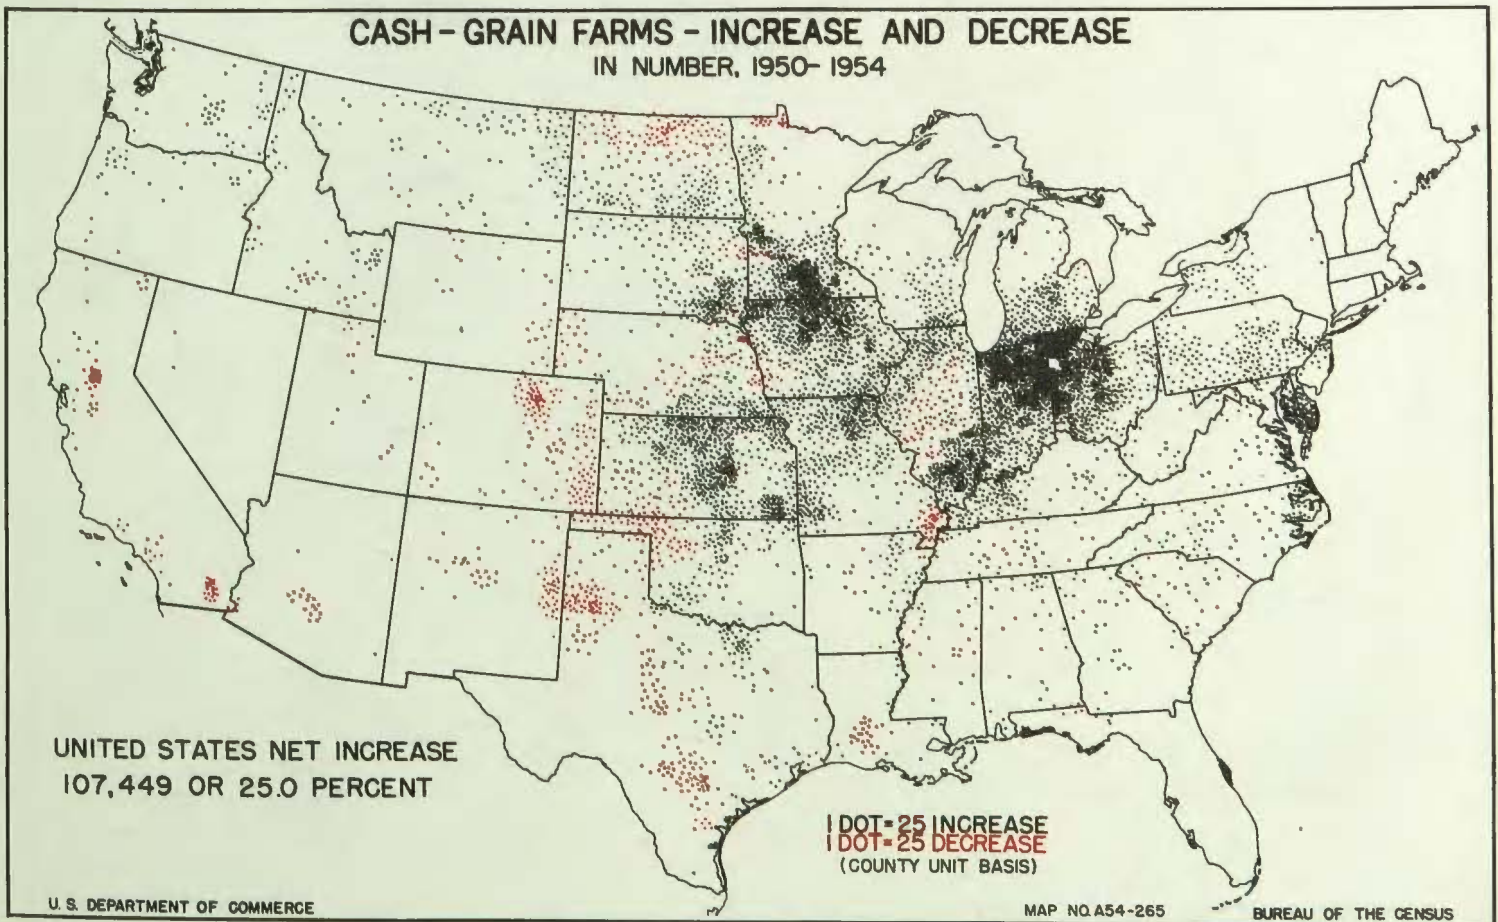 CASH-GRAIN FARMS-INCREASE AND DECREASE
IN NUMBER, 1950-1954
UNITED STATES NET INCREASE
107,449 OR 25.0 PERCENT
1 DOT=25 INCREASE
1 DOT=25 DECREASE
(COUNTY UNIT BASIS)
U. S. DEPARTMENT OF COMMERCE
MAP NO. A54-265
BUREAU OF THE CENSUS